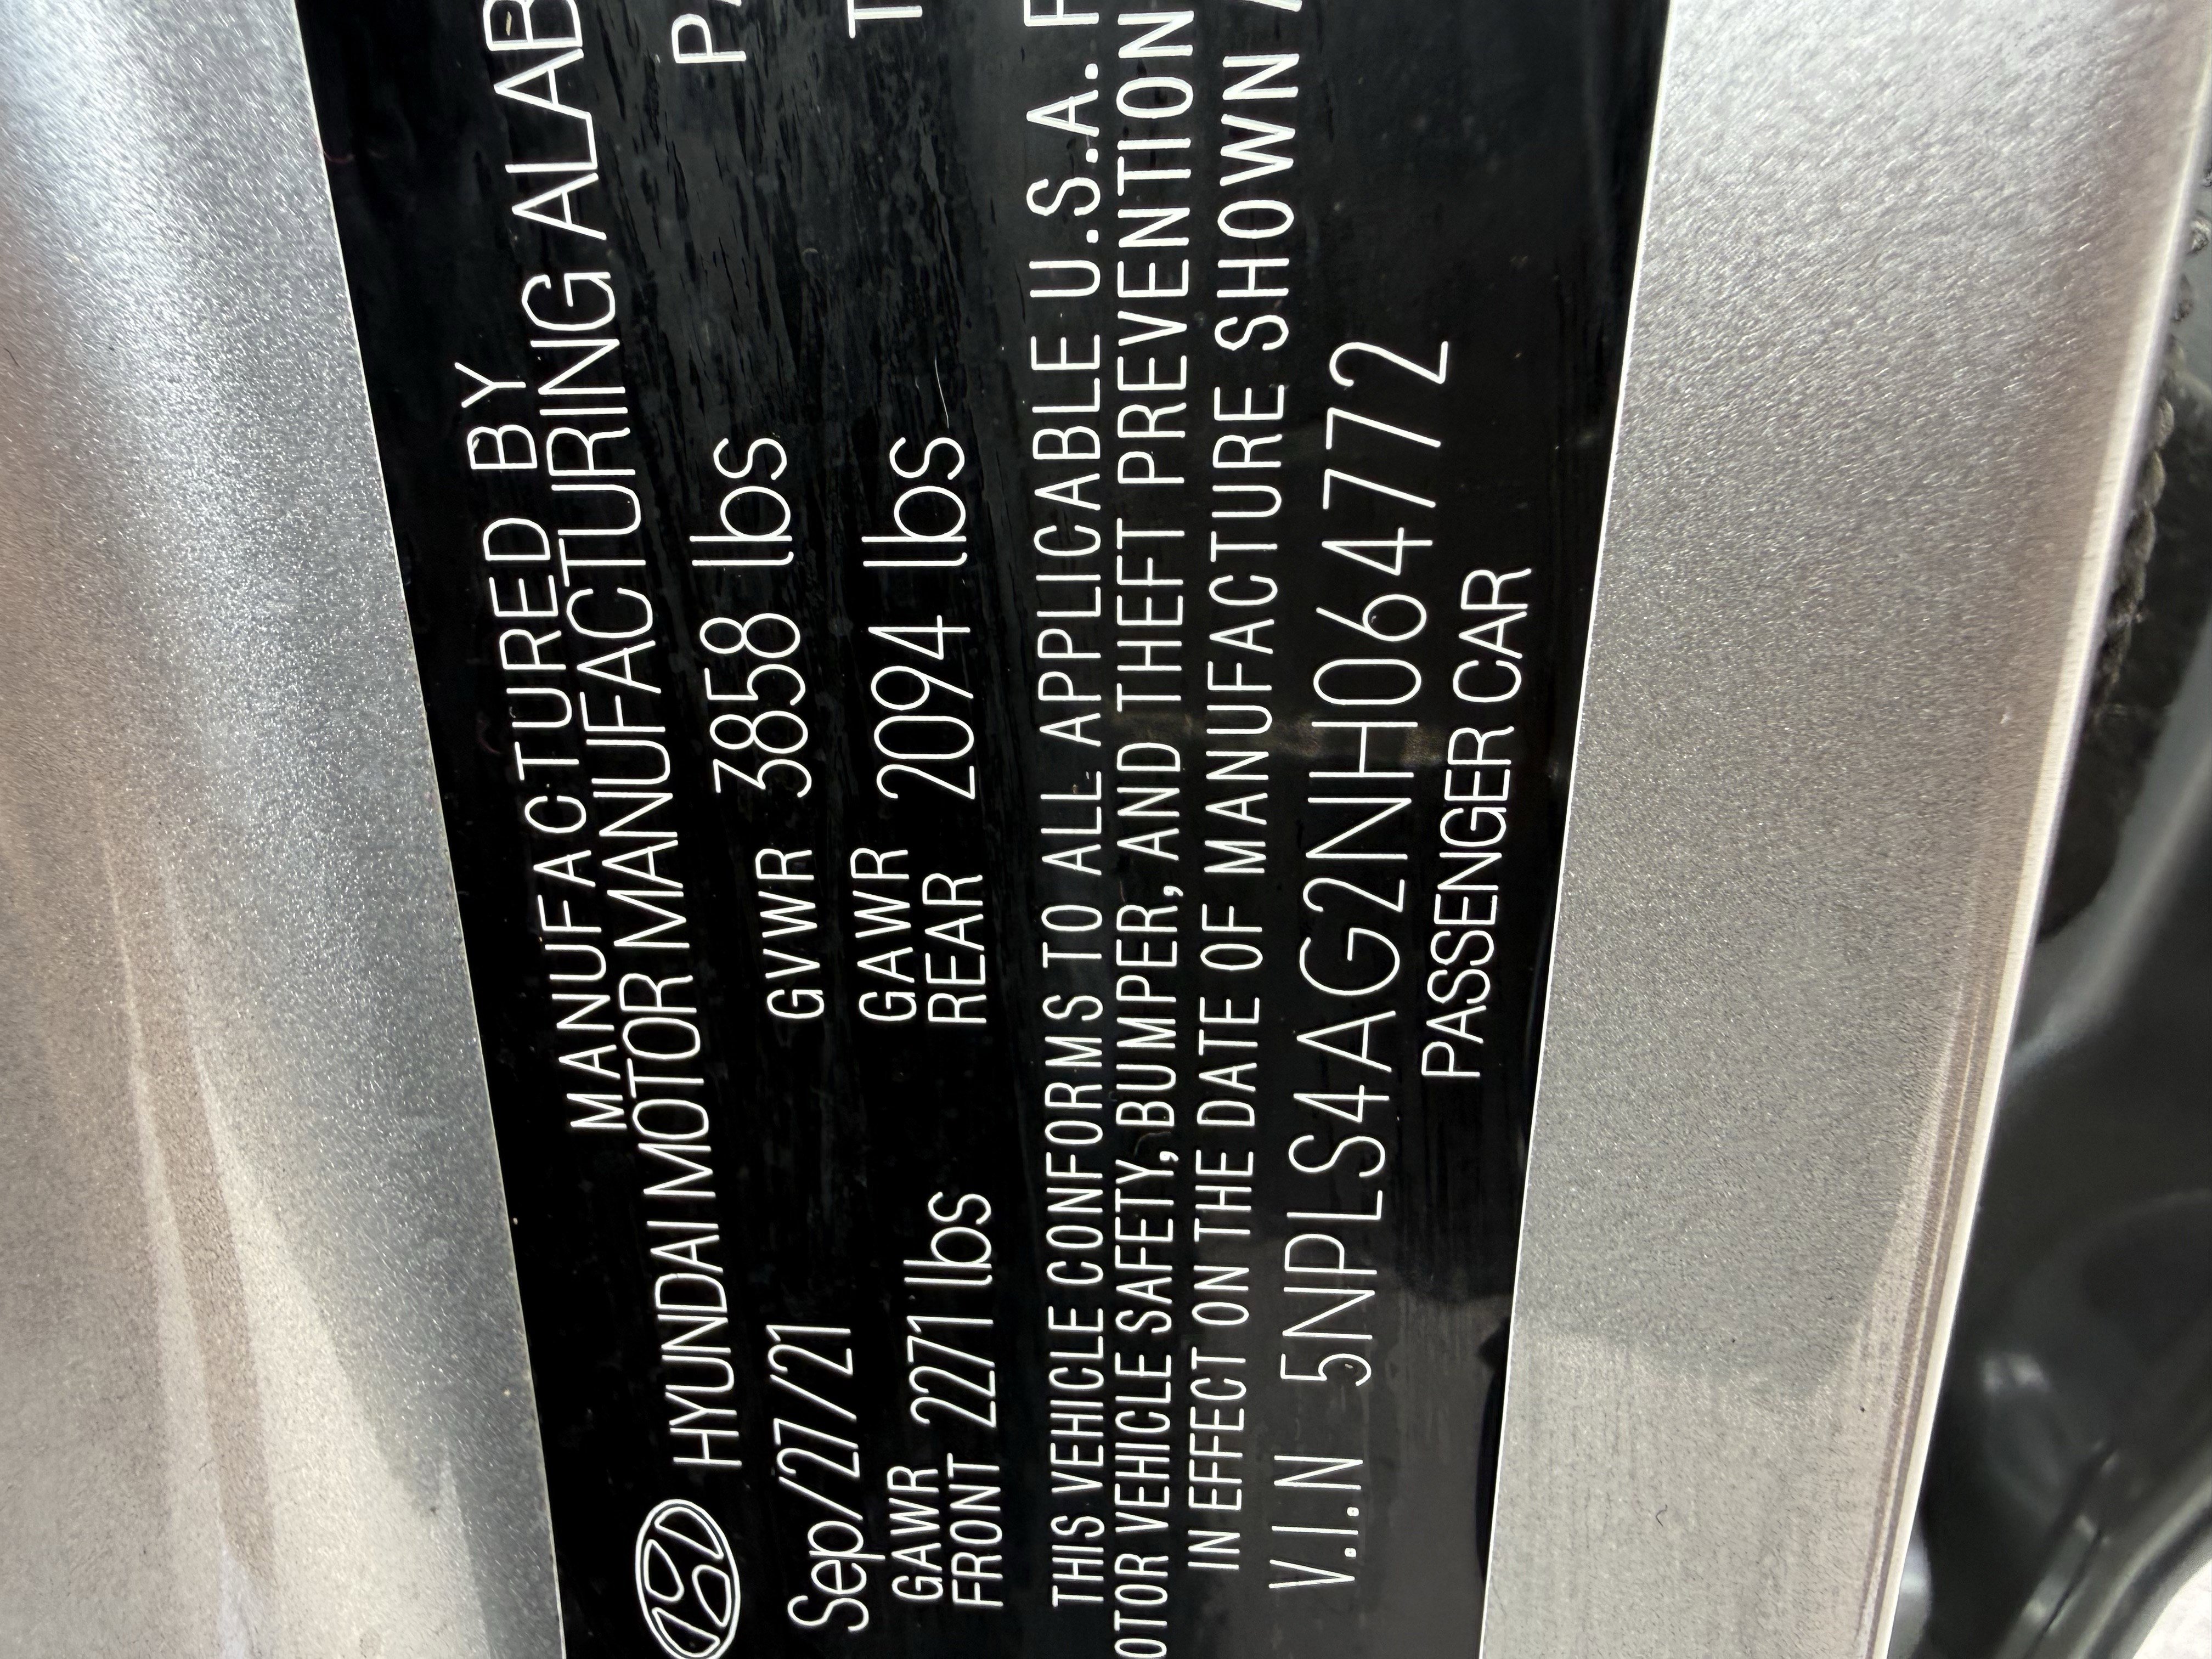 MANUFACTURED BY
HYUNDAI MOTOR MANUFACTURING ALAB
Sep/27/21 GVWR 3858 lbs PA
GAWR FRONT 2271 lbs GAWR REAR 2094 lbs T
THIS VEHICLE CONFORMS TO ALL APPLICABLE U.S.A. F
OTOR VEHICLE SAFETY, BUMPER, AND THEFT PREVENTION
IN EFFECT ON THE DATE OF MANUFACTURE SHOWN A
V.I.N 5NPLS4AG2NH064772
PASSENGER CAR